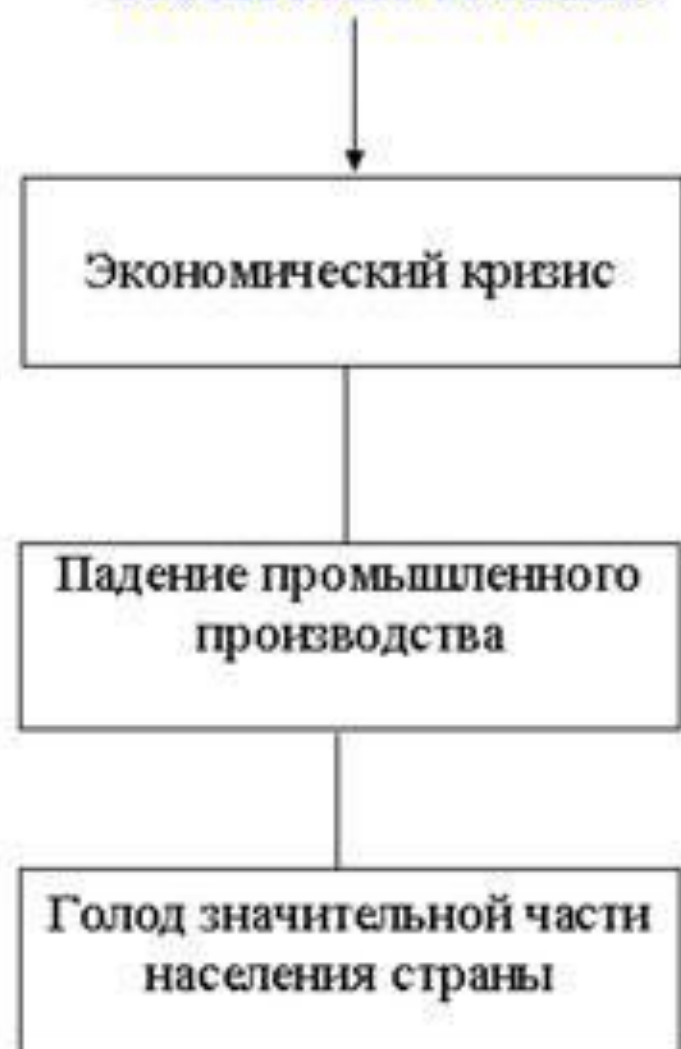 Экономический кризис
Падение промышленного
производства
Голод значительной части
населения страны